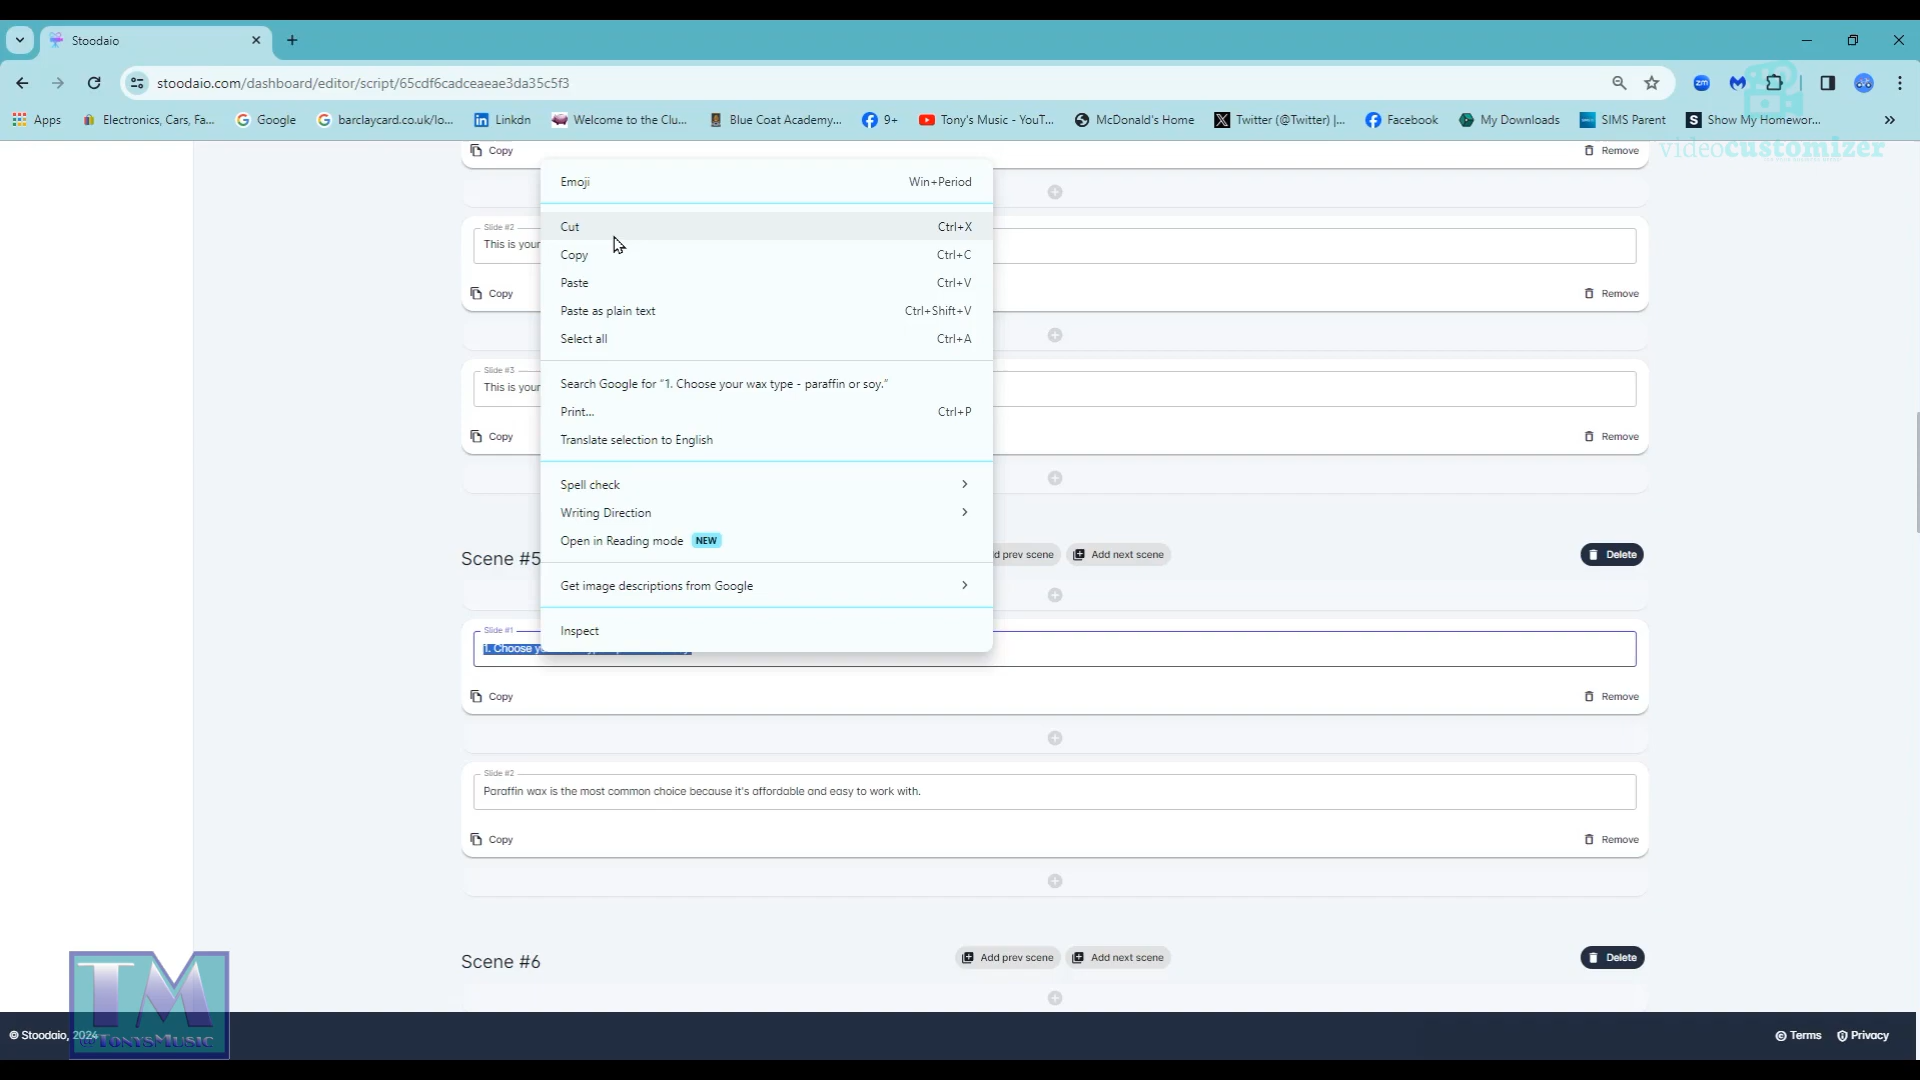 Stoodaio
stoodaio.com/dashboard/editor/script/65cdf6cadceaeae3da35c5f3
zm
Apps Electronics, Cars, Fa... Google barclaycard.co.uk/lo... Linkdn Welcome to the Clu... Blue Coat Academy... 9+ Tony's Music - YouT... McDonald's Home Twitter (@Twitter) |... Facebook My Downloads SIMS Parent Show My Homewor...
videocustomizer
Copy Remove
Emoji Win+Period
Cut Ctrl+X
Copy Ctrl+C
Paste Ctrl+V
Paste as plain text Ctrl+Shift+V
Select all Ctrl+A
Search Google for “1. Choose your wax type - paraffin or soy.”
Print... Ctrl+P
Translate selection to English
Spell check
Writing Direction
Open in Reading mode NEW
Get image descriptions from Google
Inspect
Slide #2
This is your
Copy Remove
Slide #3
This is your
Copy Remove
Scene #5 d prev scene Add next scene Delete
Slide #1
1. Choose y
Copy Remove
Slide #2
Paraffin wax is the most common choice because it's affordable and easy to work with.
Copy Remove
Scene #6 Add prev scene Add next scene Delete
TM
@TonysMusic
© Stoodaio, 2024
Terms Privacy